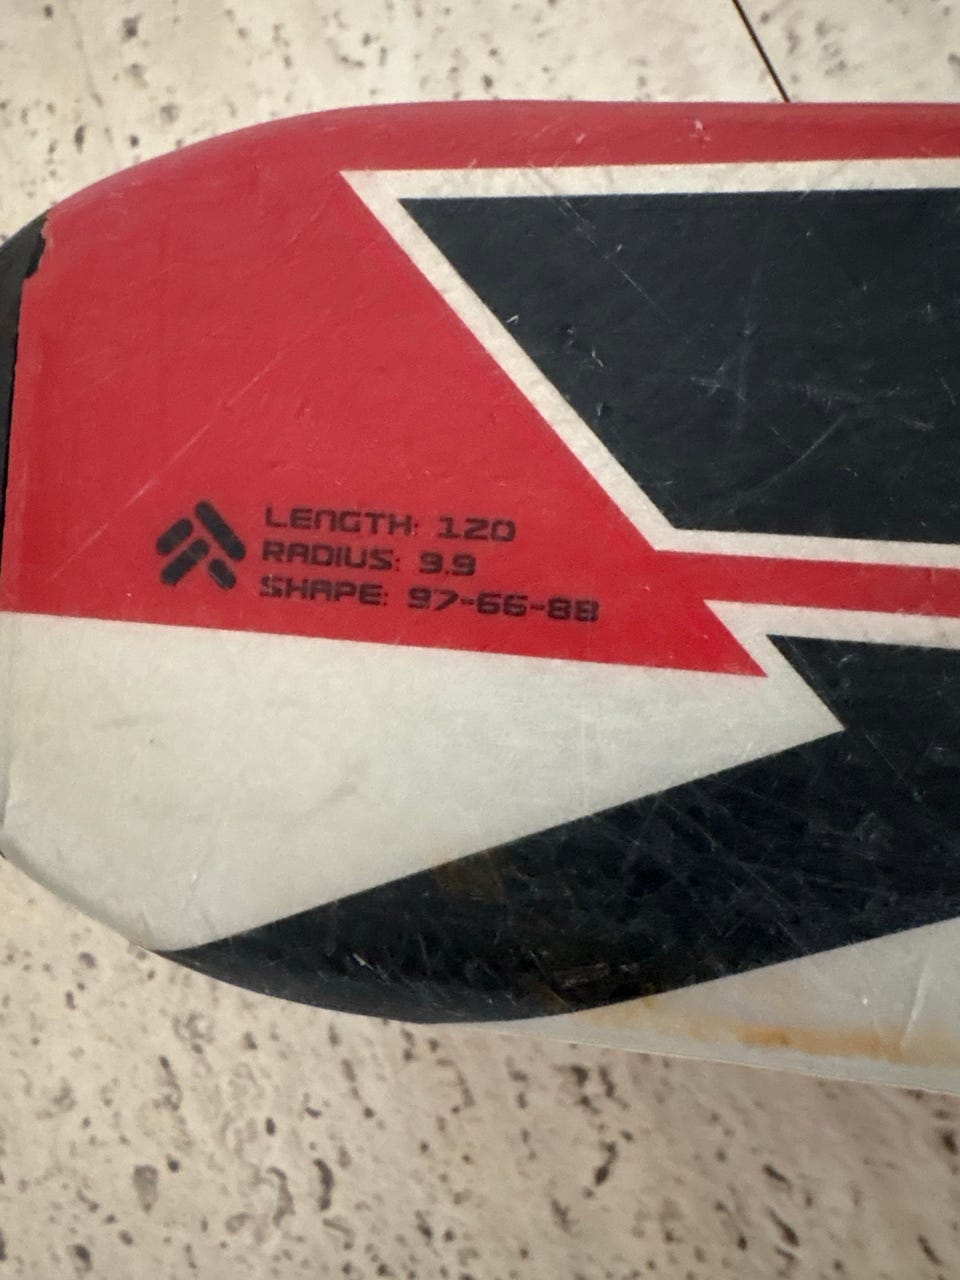 LENGTH: 120
RADIUS: 9.9
SHAPE: 97-66-88